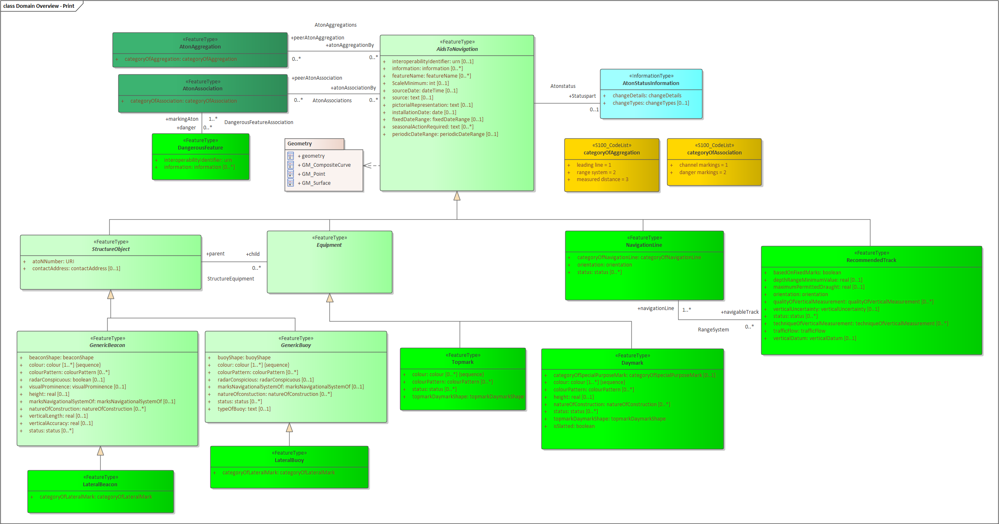 class Domain Overview - Print
AtonAggregations
«FeatureType»
AtonAggregation
+ categoryOfAggregation: categoryOfAggregation
+peerAtonAggregation
+atonAggregationBy
0..*
0..*
«FeatureType»
AtonAssociation
+ categoryOfAssociation: categoryOfAssociation
+peerAtonAssociation
+atonAssociationBy
0..*
AtonAssociations
0..*
+markingAton
1..*
DangerousFeatureAssociation
+danger
0..*
«FeatureType»
DangerousFeature
+ interoperabilityIdentifier: urn
+ information: information [0..*]
«FeatureType»
AidsToNavigation
+ interoperabilityIdentifier: urn [0..1]
+ information: information [0..*]
+ featureName: featureName [0..*]
+ ScaleMinimum: int [0..1]
+ sourceDate: dateTime [0..1]
+ source: text [0..1]
+ pictorialRepresentation: text [0..1]
+ installationDate: date [0..1]
+ fixedDateRange: fixedDateRange [0..1]
+ seasonalActionRequired: text [0..*]
+ periodicDateRange: periodicDateRange [0..1]
Geometry
+ geometry
+ GM_CompositeCurve
+ GM_Point
+ GM_Surface
Atonstatus
+Statuspart
0..1
«InformationType»
AtonStatusInformation
+ changeDetails: changeDetails
+ changeTypes: changeTypes [0..1]
«S100_CodeList»
categoryOfAggregation
+ leading line = 1
+ range system = 2
+ measured distance = 3
«S100_CodeList»
categoryOfAssociation
+ channel markings = 1
+ danger markings = 2
«FeatureType»
StructureObject
+ atoNNumber: URI
+ contactAddress: contactAddress [0..1]
+parent
+child
0..*
StructureEquipment
«FeatureType»
Equipment
«FeatureType»
NavigationLine
+ categoryOfNavigationLine: categoryOfNavigationLine
+ orientation: orientation
+ status: status [0..*]
+navigationLine
1..*
+navigableTrack
RangeSystem
0..*
«FeatureType»
RecommendedTrack
+ basedOnFixedMarks: boolean
+ depthRangeMinimumValue: real [0..1]
+ maximumPermittedDraught: real [0..1]
+ orientation: orientation
+ qualityOfVerticalMeasurement: qualityOfVerticalMeasurement [0..*]
+ verticalUncertainty: verticalUncertainty [0..1]
+ status: status [0..*]
+ techniqueOfVerticalMeasurement: techniqueOfVerticalMeasurement [0..*]
+ trafficFlow: trafficFlow
+ verticalDatum: verticalDatum [0..1]
«FeatureType»
GenericBeacon
+ beaconShape: beaconShape
+ colour: colour [1..*] {sequence}
+ colourPattern: colourPattern [0..*]
+ radarConspicuous: boolean [0..1]
+ visualProminence: visualProminence [0..1]
+ height: real [0..1]
+ marksNavigationalSystemOf: marksNavigationalSystemOf [0..1]
+ natureOfConstruction: natureOfConstruction [0..*]
+ verticalLength: real [0..1]
+ verticalAccuracy: real [0..1]
+ status: status [0..*]
«FeatureType»
GenericBuoy
+ buoyShape: buoyShape
+ colour: colour [1..*] {sequence}
+ colourPattern: colourPattern [0..*]
+ radarConspicious: radarConspicuous [0..1]
+ marksNavigationalSystemOf: marksNavigationalSystemOf [0..1]
+ natureOfconstuction: natureOfConstruction [0..*]
+ status: status [0..*]
+ typeOfBuoy: text [0..1]
«FeatureType»
Topmark
+ colour: colour [0..*] {sequence}
+ colourPattern: colourPattern [0..*]
+ status: status [0..*]
+ topmarkDaymarkShape: topmarkDaymarkShape
«FeatureType»
Daymark
+ categoryOfSpecialPurposeMark: categoryOfSpecialPurposeMark [0..1]
+ colour: colour [1..*] {sequence}
+ colourPattern: colourPattern [0..*]
+ height: real [0..1]
+ natureOfConstruction: natureOfConstruction [0..*]
+ status: status [0..*]
+ topmarkDaymarkShape: topmarkDaymarkShape
+ isSlatted: boolean
«FeatureType»
LateralBuoy
+ categoryOfLateralMark: categoryOfLateralMark
«FeatureType»
LateralBeacon
+ categoryOfLateralMark: categoryOfLateralMark